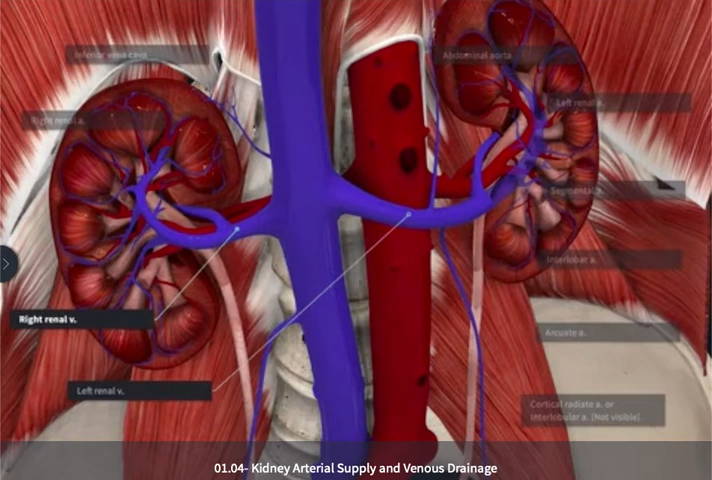 Inferior vena cava
Abdominal aorta
Left renal a.
Right renal a.
Segmental a.
Interlobar a.
Right renal v.
Arcuate a.
Left renal v.
Cortical radiate a. or
Interlobular a. (Not visible).
01.04- Kidney Arterial Supply and Venous Drainage